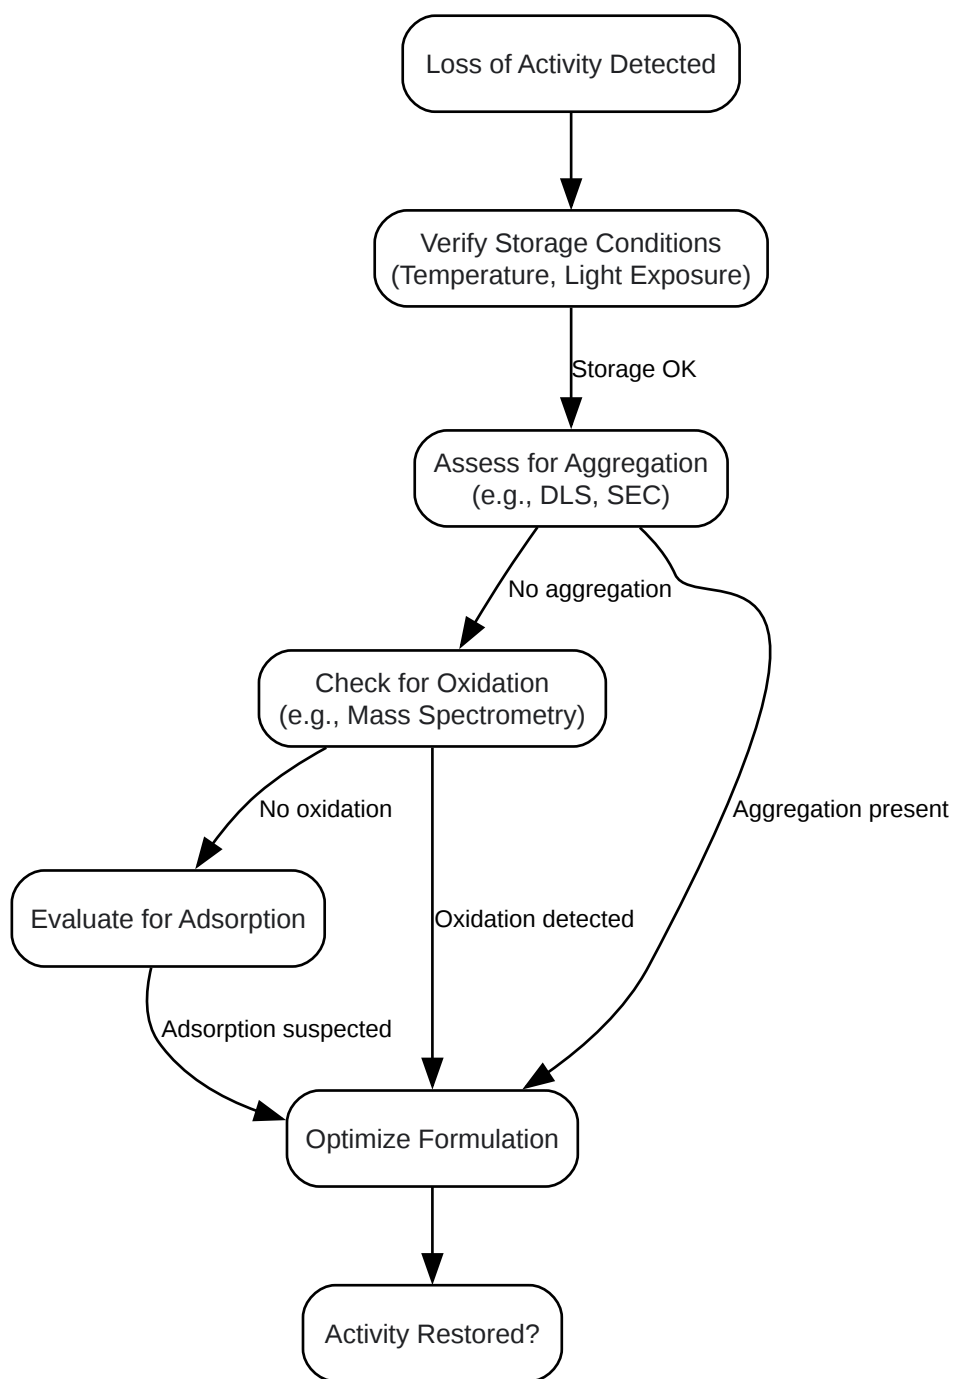 Loss of Activity Detected
Verify Storage Conditions
(Temperature, Light Exposure)
Storage OK
Assess for Aggregation
(e.g., DLS, SEC)
No aggregation
Check for Oxidation
(e.g., Mass Spectrometry)
No oxidation
Aggregation present
Evaluate for Adsorption
Oxidation detected
Adsorption suspected
Optimize Formulation
Activity Restored?